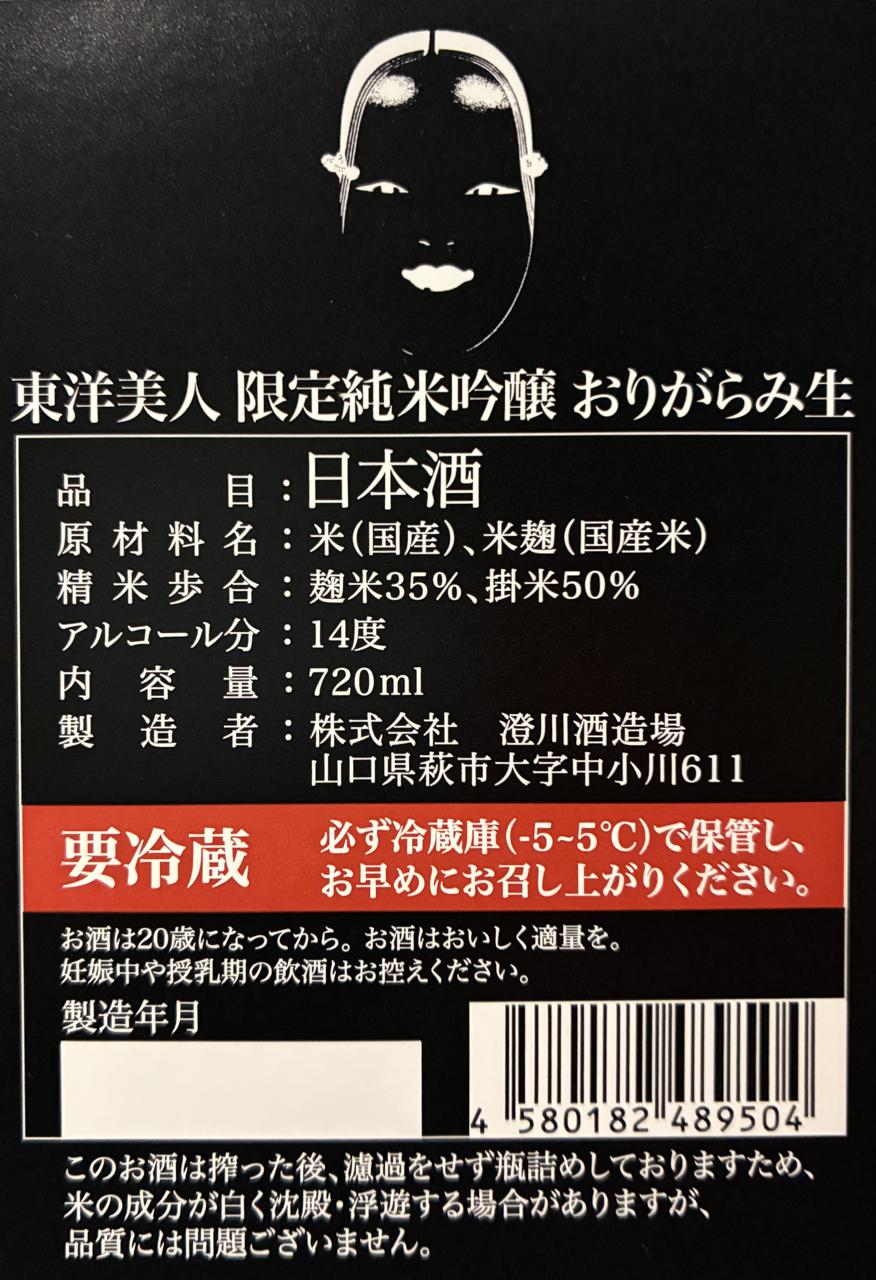 東洋美人 限定純米吟醸 おりがらみ生
品目：日本酒
原材料名：米（国産）、米麹（国産米）
精米歩合：麹米35%、掛米50%
アルコール分：14度
内容量：720ml
製造者：株式会社　澄川酒造場
山口県萩市大字中小川611
要冷蔵
必ず冷蔵庫（-5~5℃）で保管し、
お早めにお召し上がりください。
お酒は20歳になってから。お酒はおいしく適量を。
妊娠中や授乳期の飲酒はお控えください。
製造年月
4 580182 489504
このお酒は搾った後、濾過をせず瓶詰めしておりますため、
米の成分が白く沈殿・浮遊する場合がありますが、
品質には問題ございません。